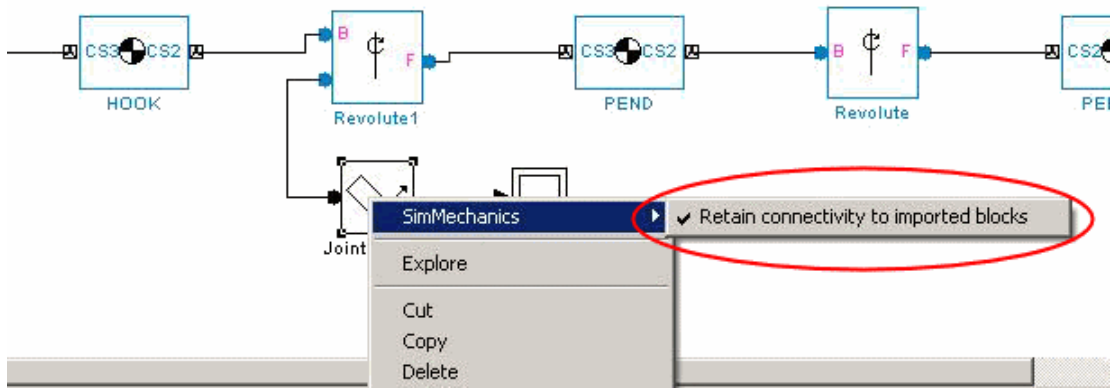 CS3 CS2 B F CS3 CS2 B F CS2
HOOK Revolute1 PEND Revolute
Joint
SimMechanics
✓ Retain connectivity to imported blocks
Explore
Cut
Copy
Delete